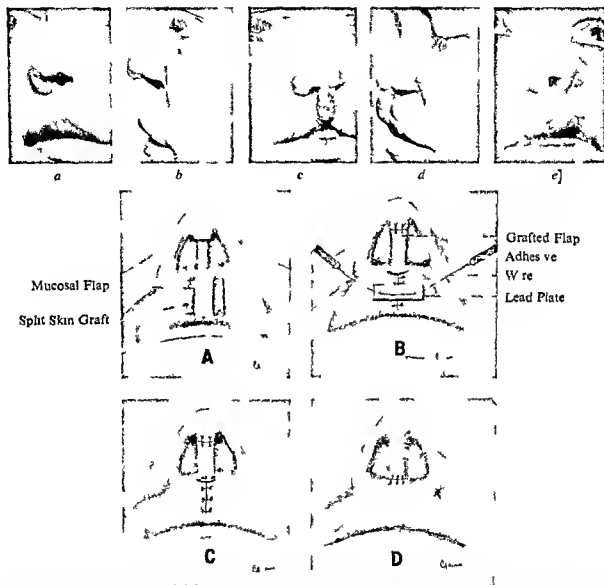 a b c d e]
Mucosal Flap
Split Skin Graft
A
Grafted Flap
Adhes ve
W re
Lead Plate
B
C
D